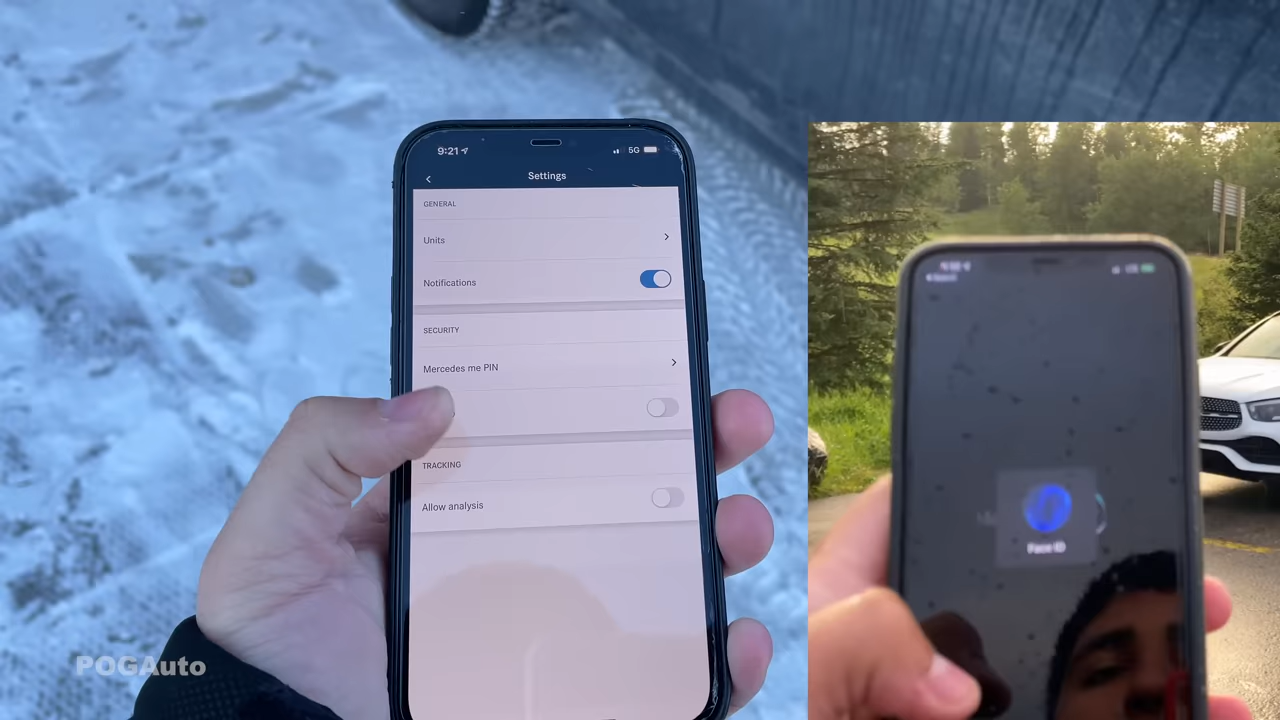 9:21
5G
Settings
GENERAL
Units
Notifications
SECURITY
Mercedes me PIN
TRACKING
Allow analysis
Face ID
POGAuto